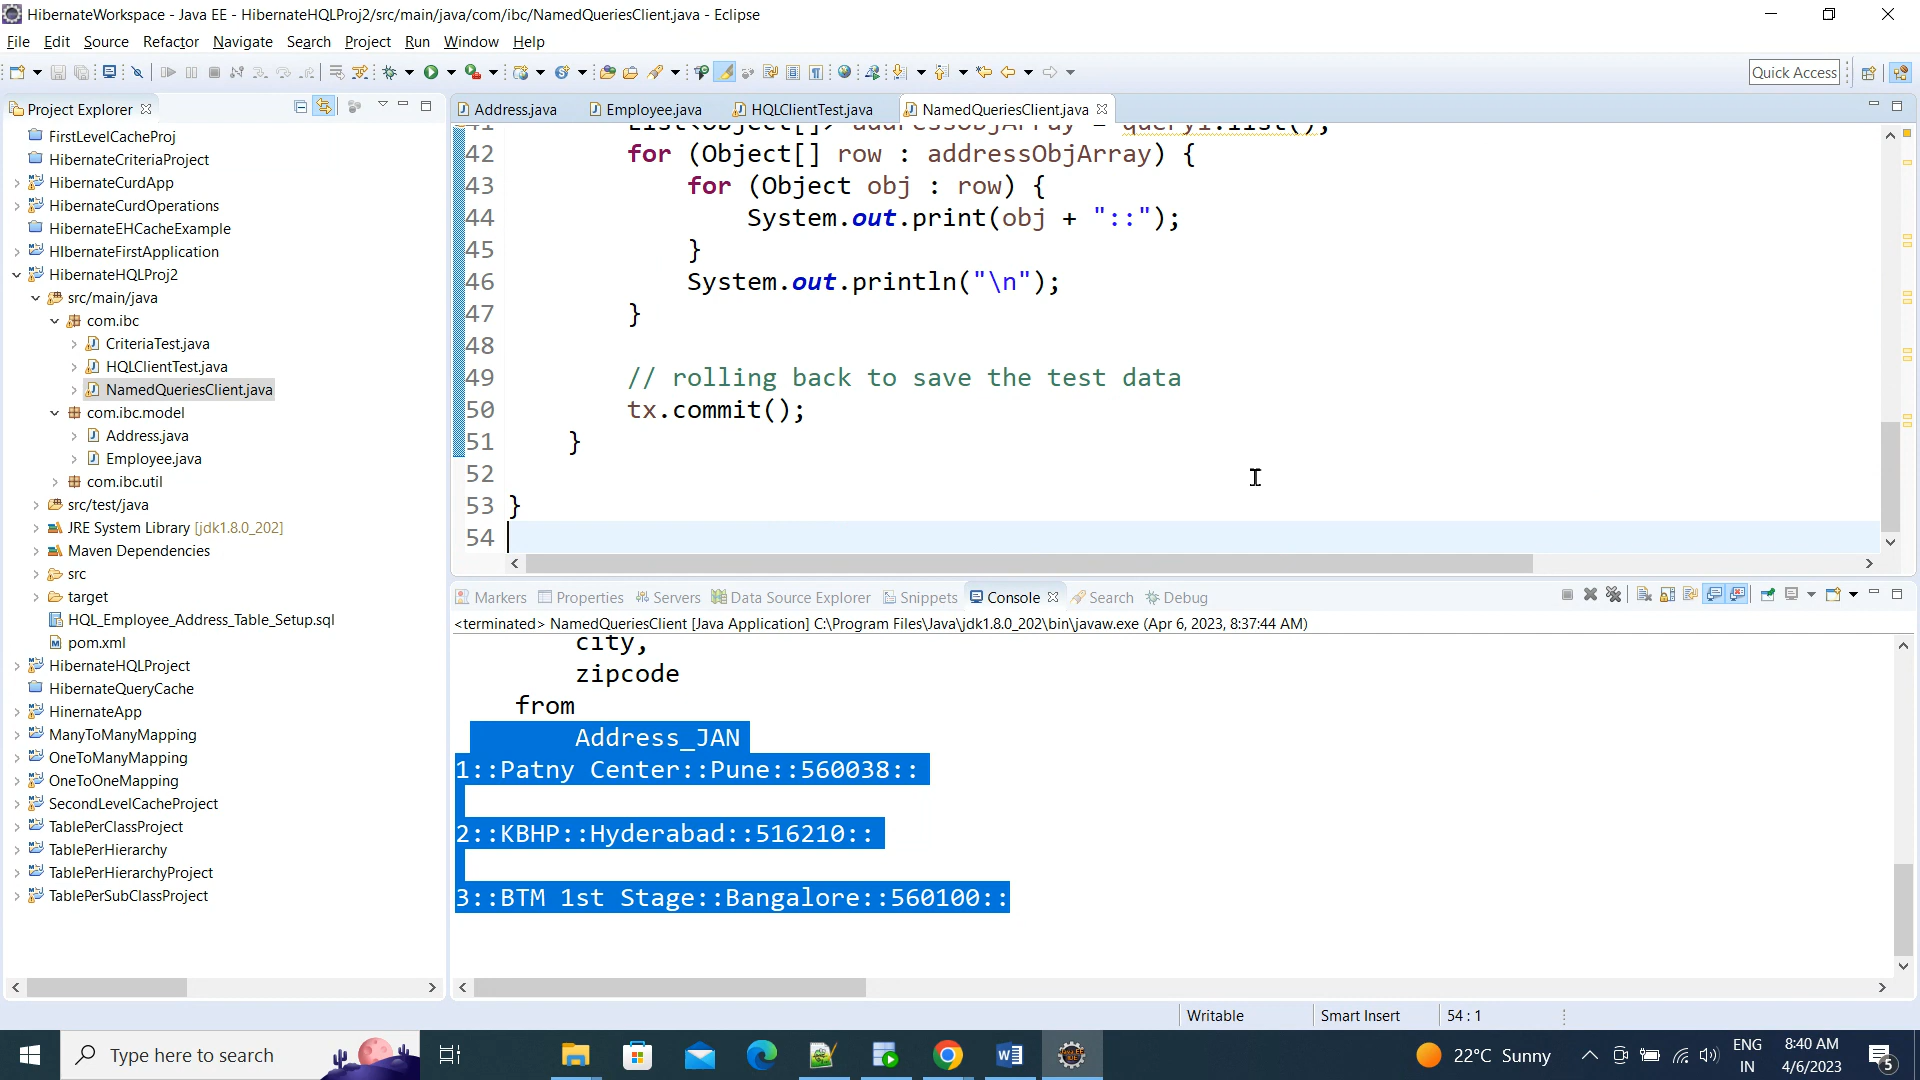 HibernateWorkspace - Java EE - HibernateHQLProj2/src/main/java/com/ibc/NamedQueriesClient.java - Eclipse
File Edit Source Refactor Navigate Search Project Run Window Help
Quick Access
Project Explorer
FirstLevelCacheProj
HibernateCriteriaProject
HibernateCurdApp
HibernateCurdOperations
HibernateEHCacheExample
HIbernateFirstApplication
HibernateHQLProj2
src/main/java
com.ibc
CriteriaTest.java
HQLClientTest.java
NamedQueriesClient.java
com.ibc.model
Address.java
Employee.java
com.ibc.util
src/test/java
JRE System Library [jdk1.8.0_202]
Maven Dependencies
src
target
HQL_Employee_Address_Table_Setup.sql
pom.xml
HibernateHQLProject
HibernateQueryCache
HinernateApp
ManyToManyMapping
OneToManyMapping
OneToOneMapping
SecondLevelCacheProject
TablePerClassProject
TablePerHierarchy
TablePerHierarchyProject
TablePerSubClassProject
Address.java Employee.java HQLClientTest.java NamedQueriesClient.java
41 List<Object[]> addressObjArray = query1.list();
42 for (Object[] row : addressObjArray) {
43 for (Object obj : row) {
44 System.out.print(obj + "::");
45 }
46 System.out.println("\n");
47 }
48
49 // rolling back to save the test data
50 tx.commit();
51 }
52
53 }
54
Markers Properties Servers Data Source Explorer Snippets Console Search Debug
<terminated> NamedQueriesClient [Java Application] C:\Program Files\Java\jdk1.8.0_202\bin\javaw.exe (Apr 6, 2023, 8:37:44 AM)
city,
zipcode
from
Address_JAN
1::Patny Center::Pune::560038::
2::KBHP::Hyderabad::516210::
3::BTM 1st Stage::Bangalore::560100::
Writable Smart Insert 54 : 1
Type here to search
22°C Sunny
ENG
IN
8:40 AM
4/6/2023
5